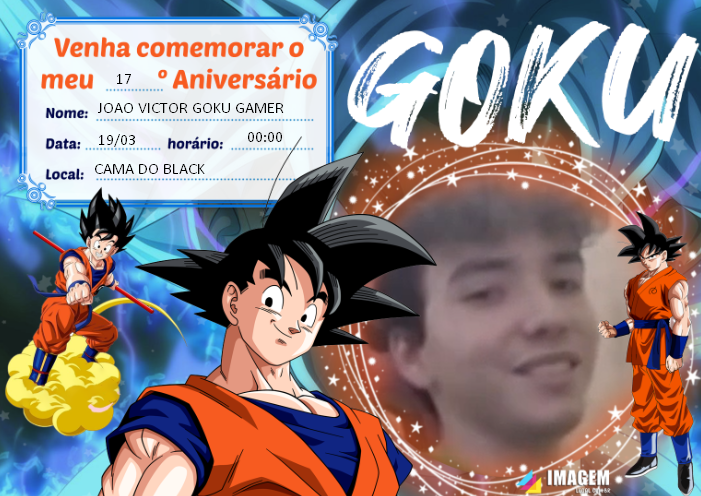 Venha comemorar o
meu 17 º Aniversário
Nome: JOAO VICTOR GOKU GAMER
Data: 19/03 horário: 00:00
Local: CAMA DO BLACK
GOKU
IMAGEM